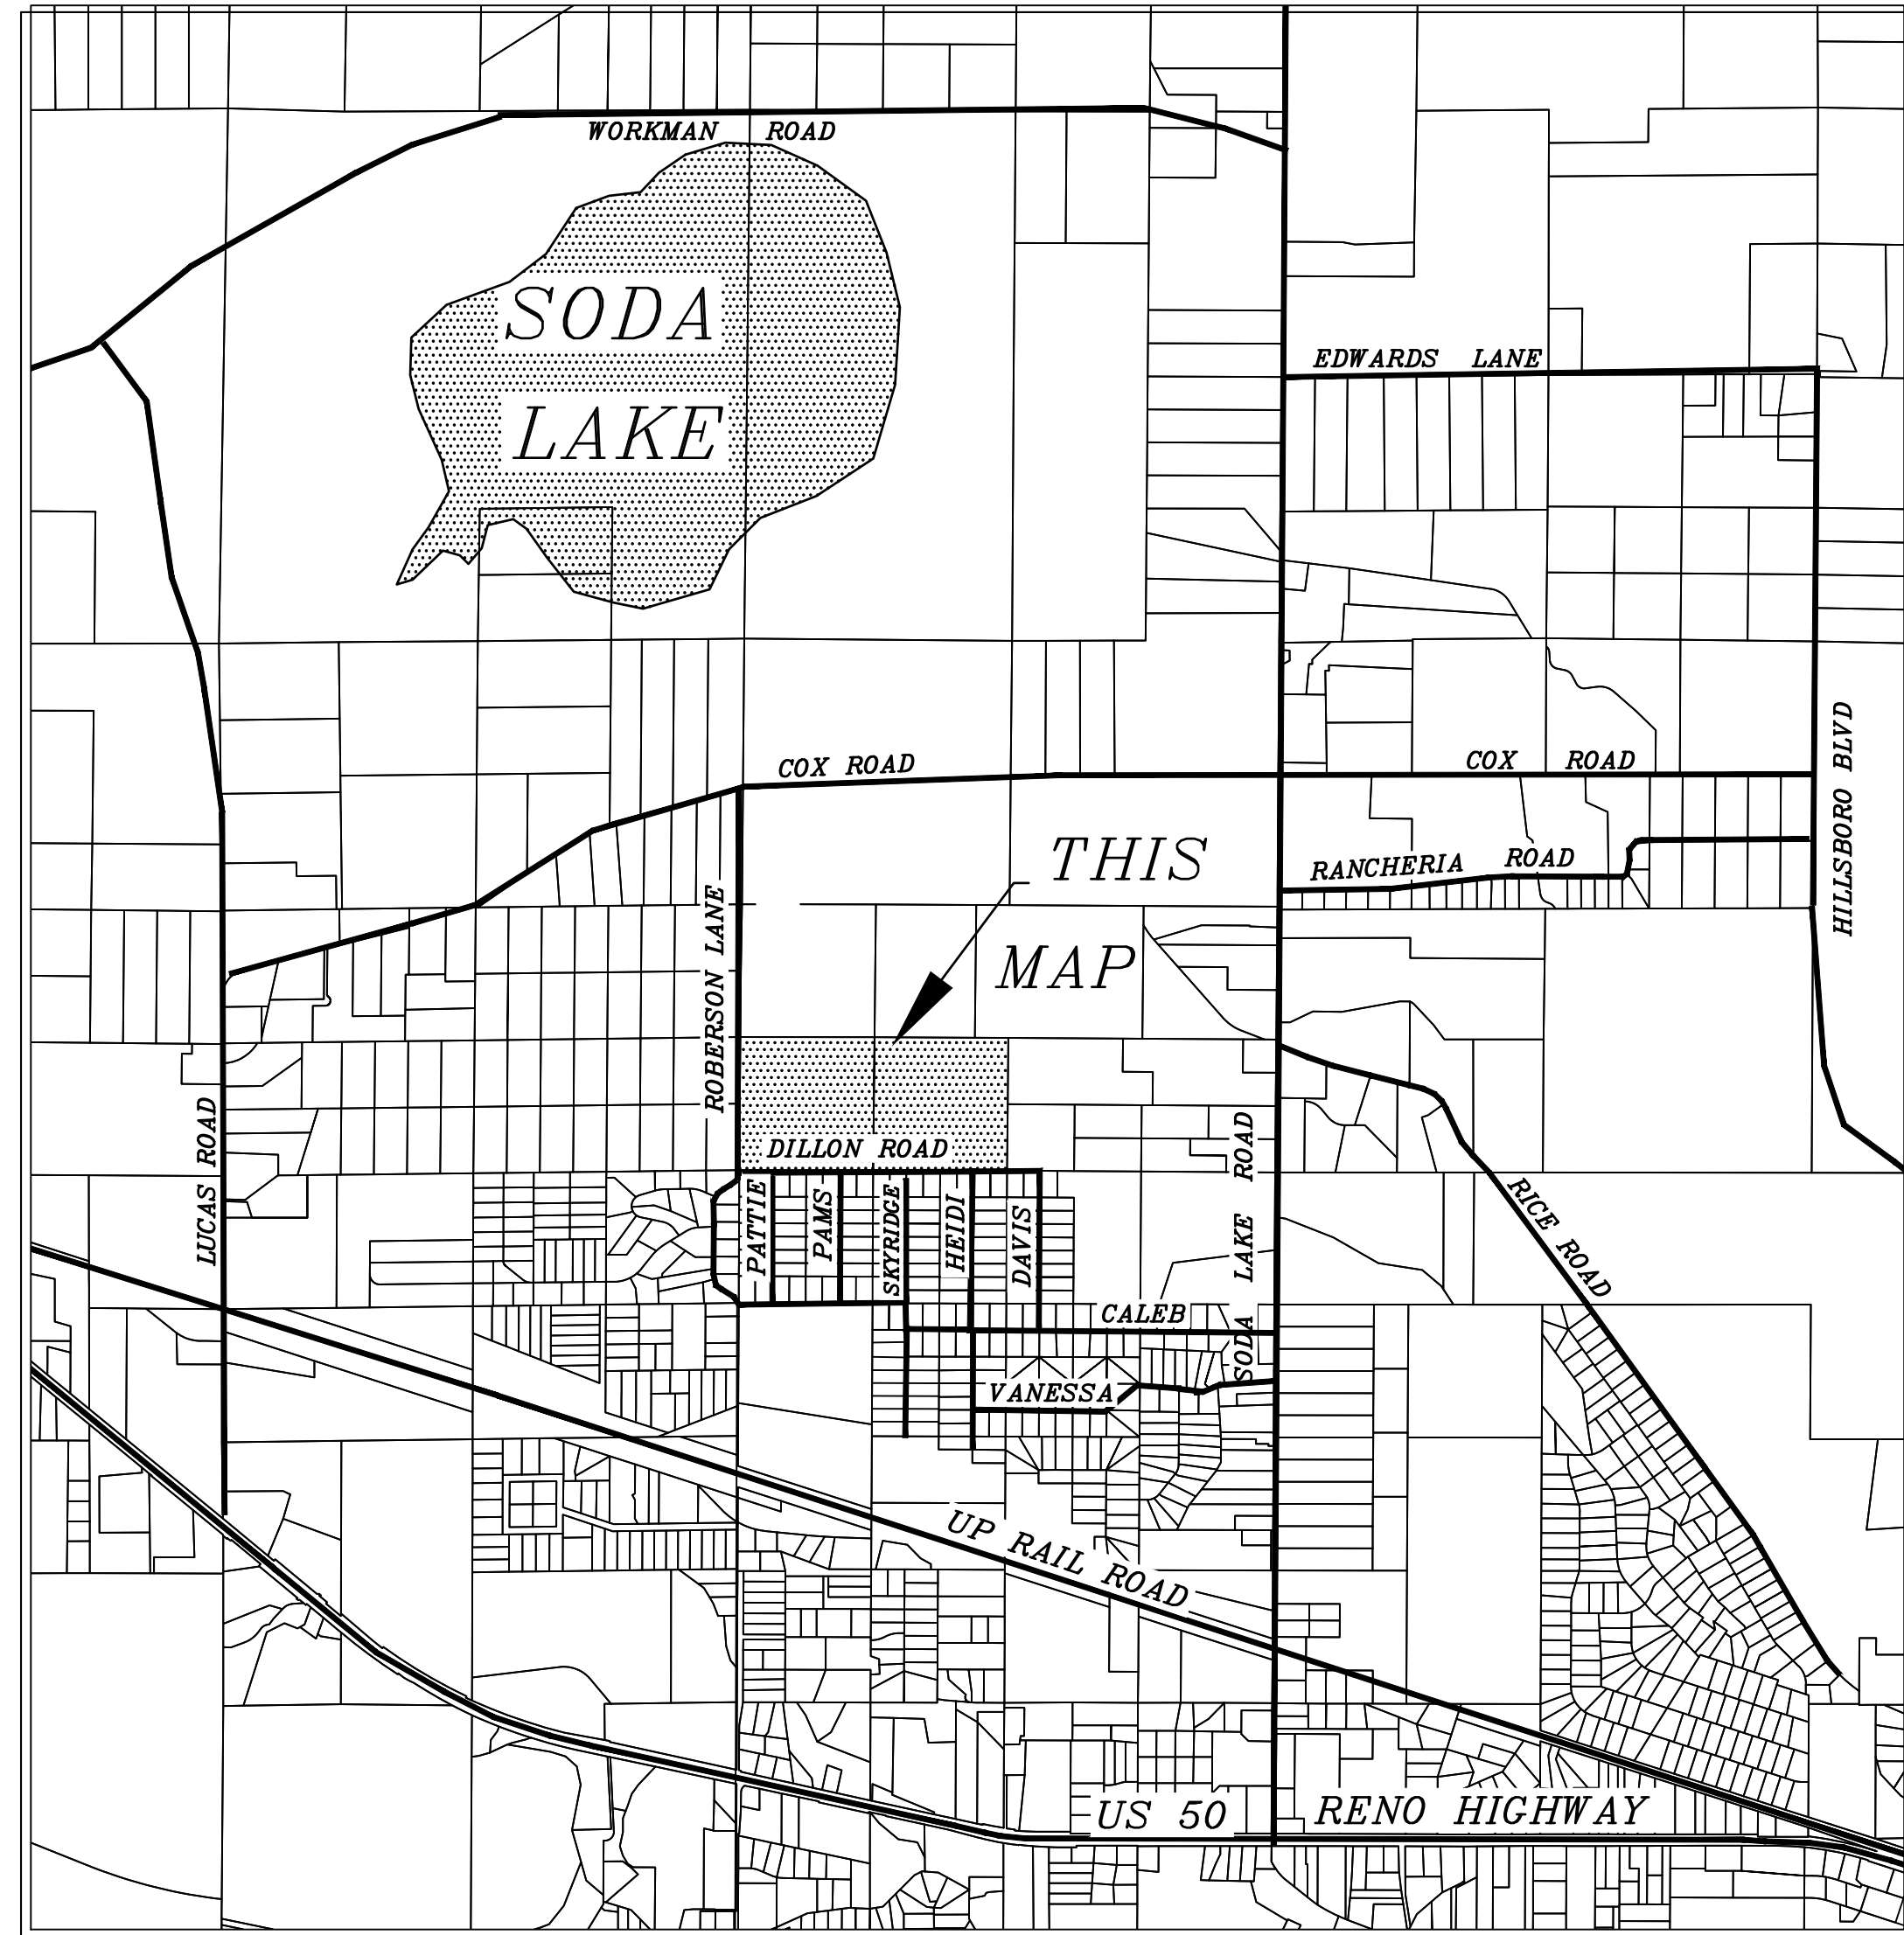 WORKMAN ROAD
SODA
LAKE
EDWARDS LANE
COX ROAD
COX ROAD
HILLSBORO BLVD
THIS
MAP
RANCHERIA ROAD
ROBERSON LANE
LUCAS ROAD
DILLON ROAD
PATTIE
PAMS
SKYRIDGE
HEIDI
DAVIS
SODA LAKE ROAD
RICE ROAD
CALEB
VANESSA
UP RAIL ROAD
US 50
RENO HIGHWAY